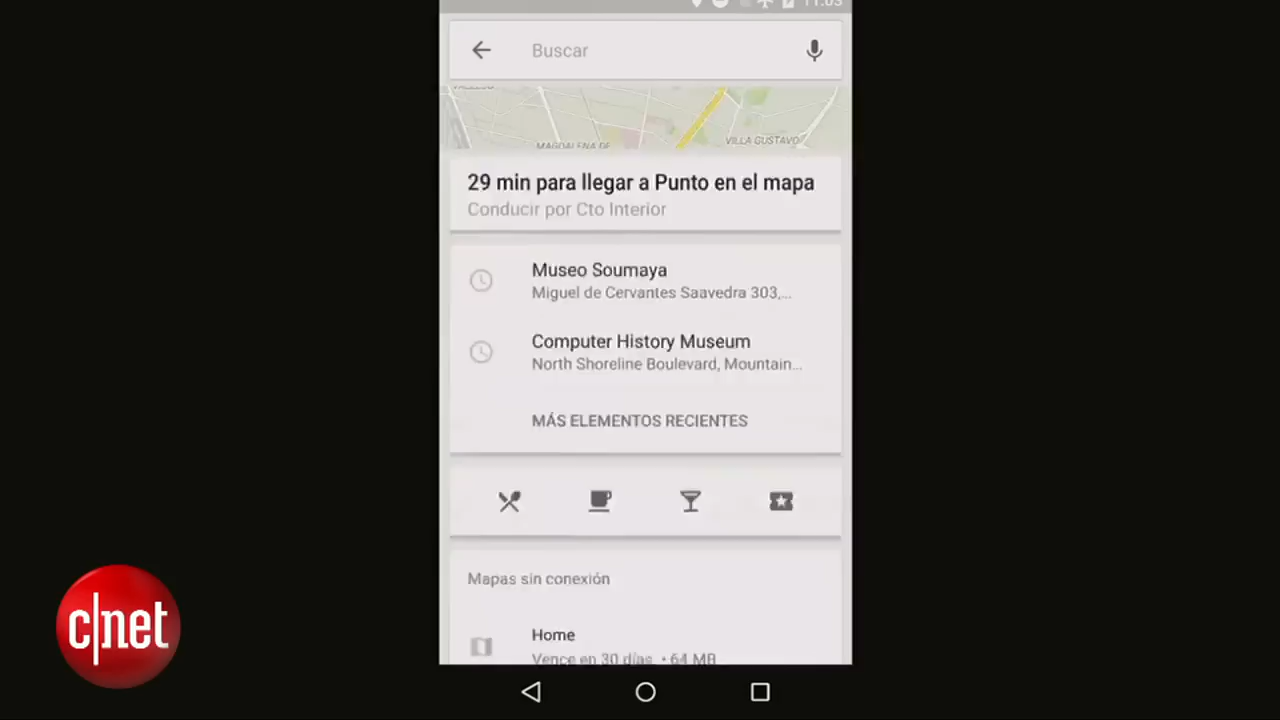 11:03
Buscar
MAGDALENA DE
VILLA GUSTAVO
29 min para llegar a Punto en el mapa
Conducir por Cto Interior
Museo Soumaya
Miguel de Cervantes Saavedra 303,...
Computer History Museum
North Shoreline Boulevard, Mountain...
MÁS ELEMENTOS RECIENTES
Mapas sin conexión
Home
Vence en 30 días • 64 MB
c|net